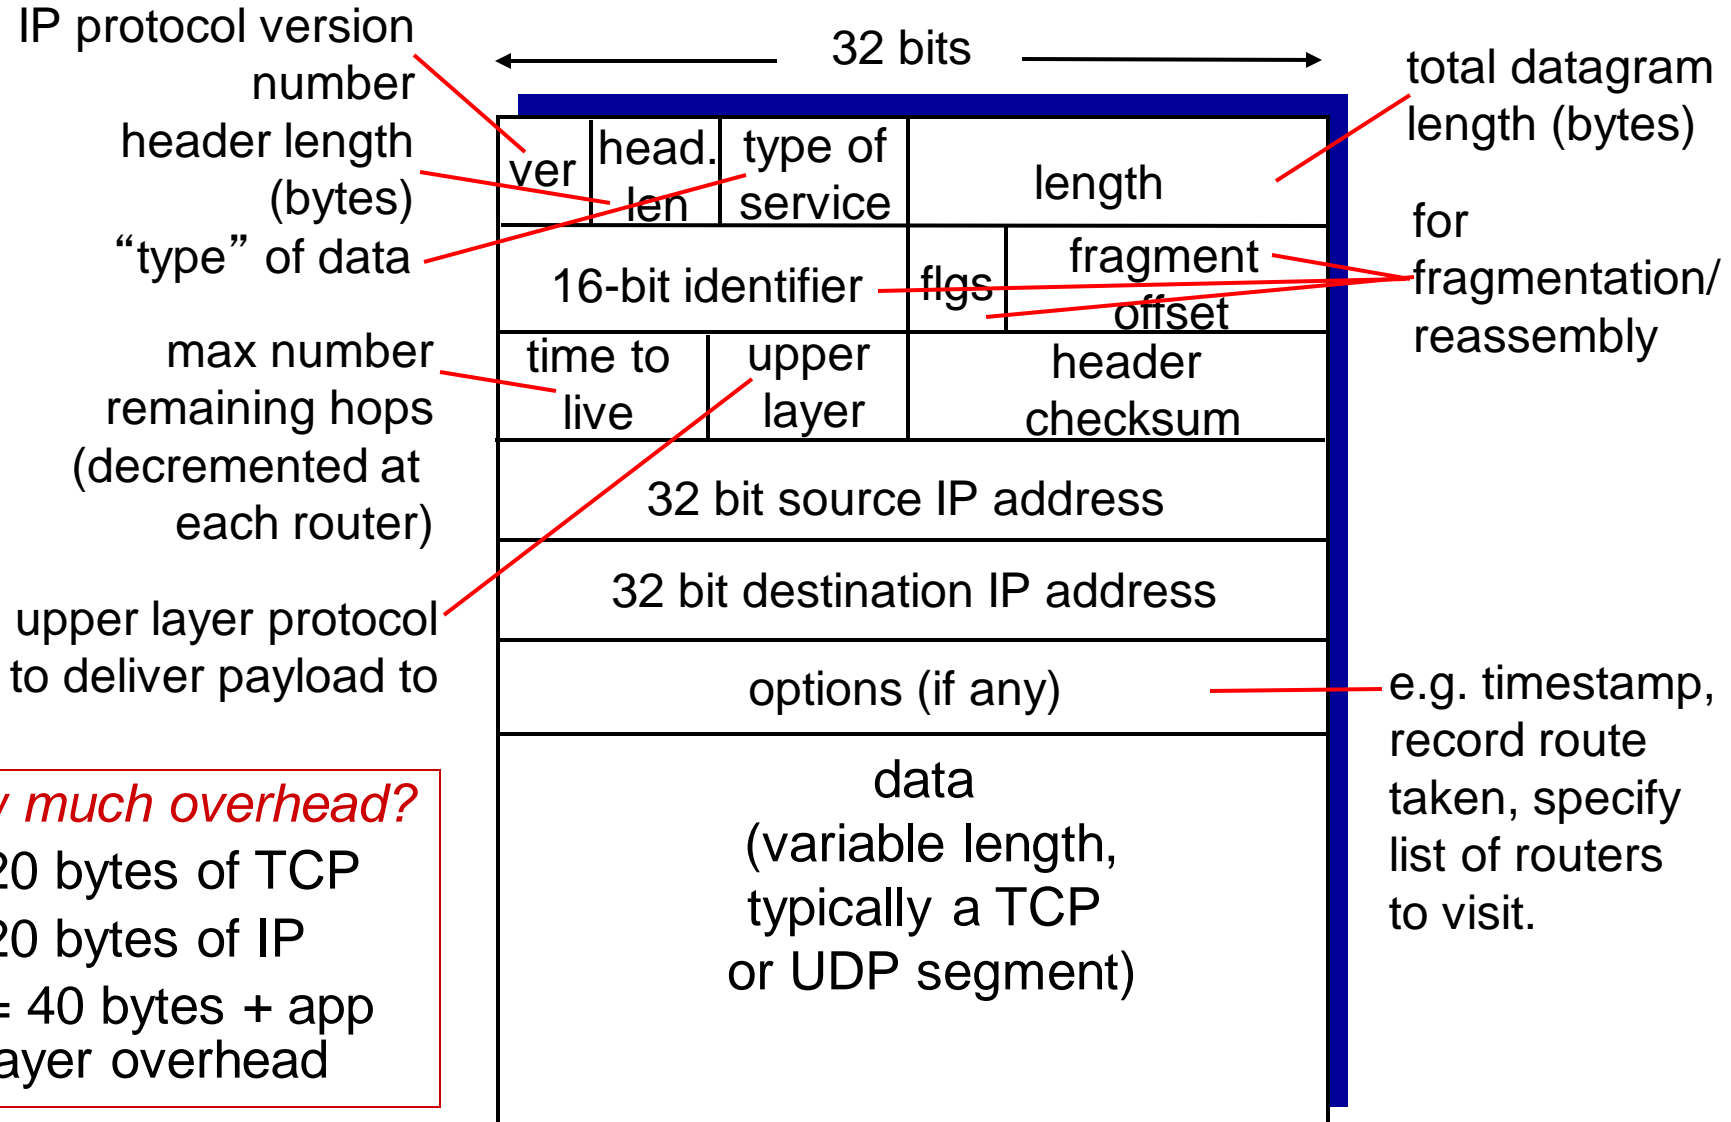 IP protocol version
number
header length
(bytes)
“type” of data
max number
remaining hops
(decremented at
each router)
upper layer protocol
to deliver payload to
much overhead?
20 bytes of TCP
20 bytes of IP
= 40 bytes + app
overhead
32 bits
ver
head.
len
type of
service
length
16-bit identifier
flgs
fragment
offset
time to
live
upper
layer
header
checksum
32 bit source IP address
32 bit destination IP address
options (if any)
data
(variable length,
typically a TCP
or UDP segment)
total datagram
length (bytes)
for
fragmentation/
reassembly
e.g. timestamp,
record route
taken, specify
list of routers
to visit.